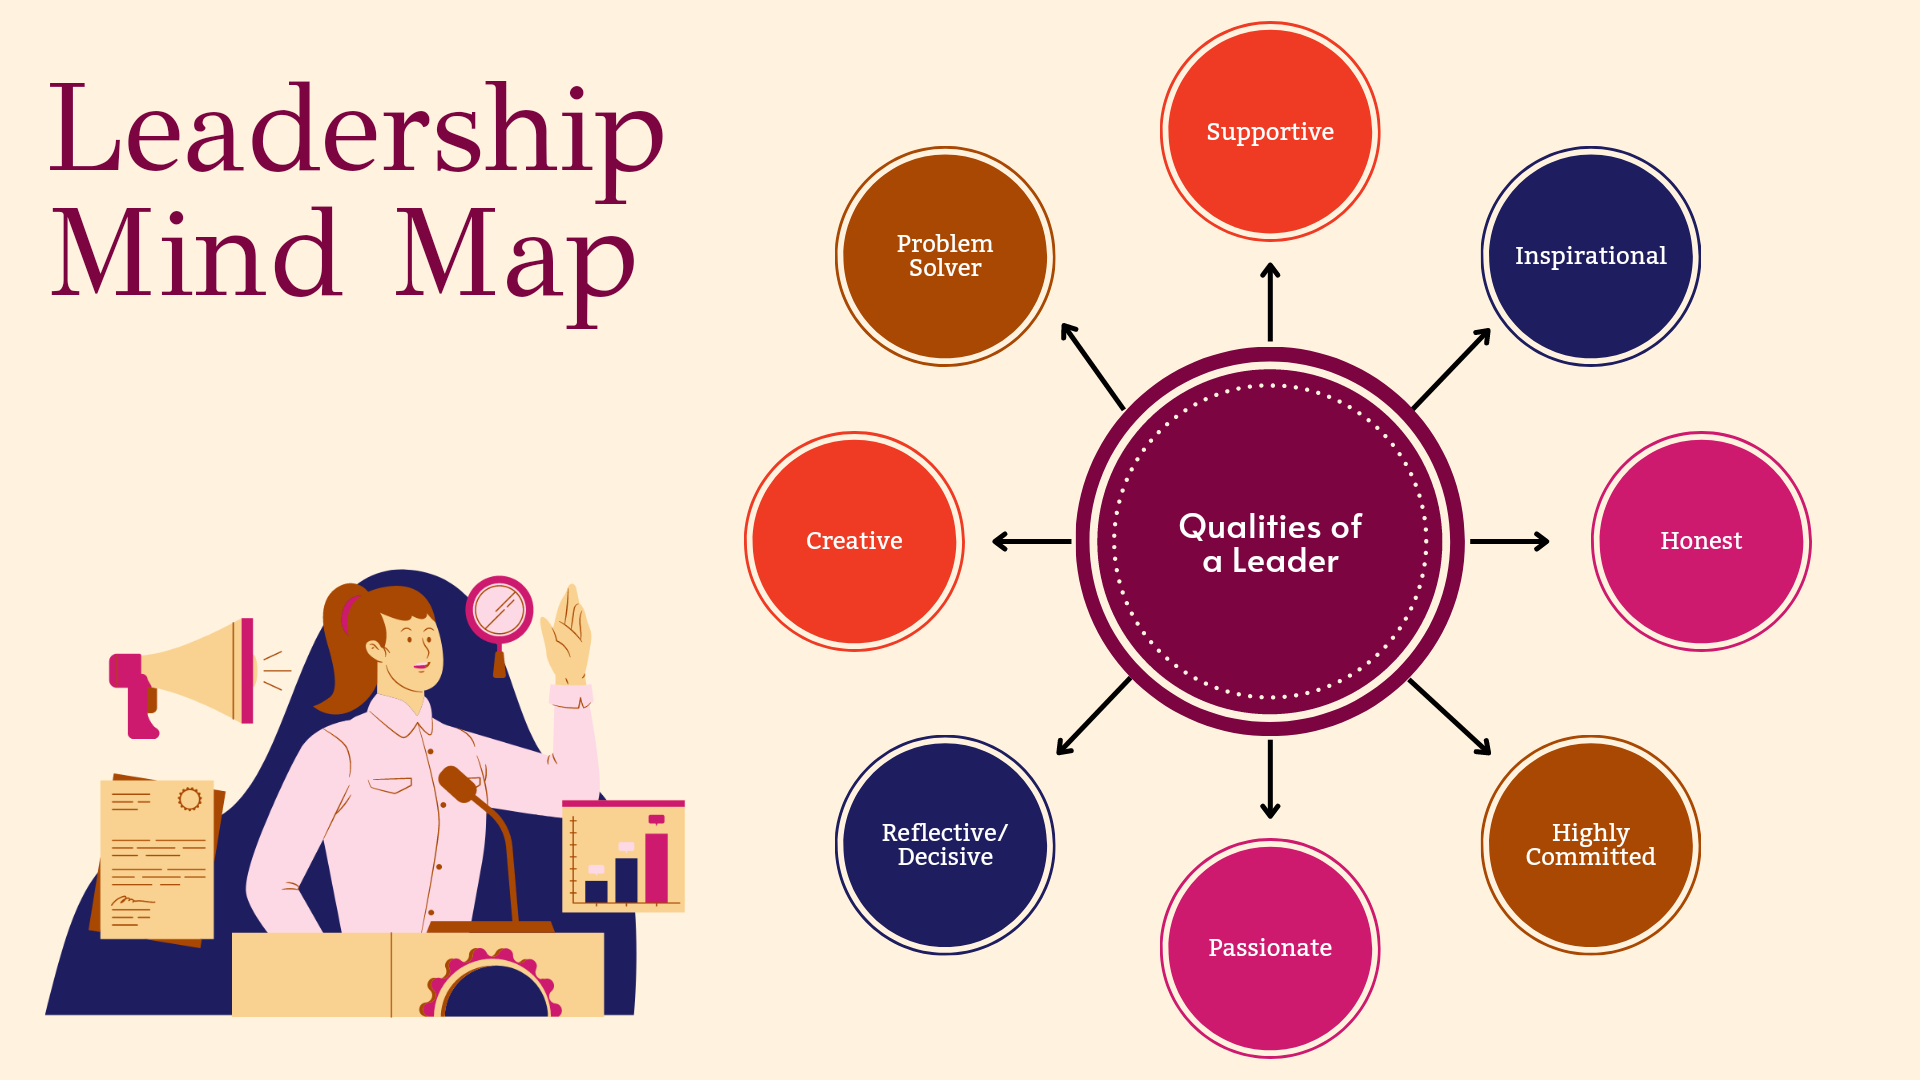 Leadership
Mind Map
Supportive
Problem
Solver
Inspirational
Creative
Qualities of
a Leader
Honest
Reflective/
Decisive
Highly
Committed
Passionate